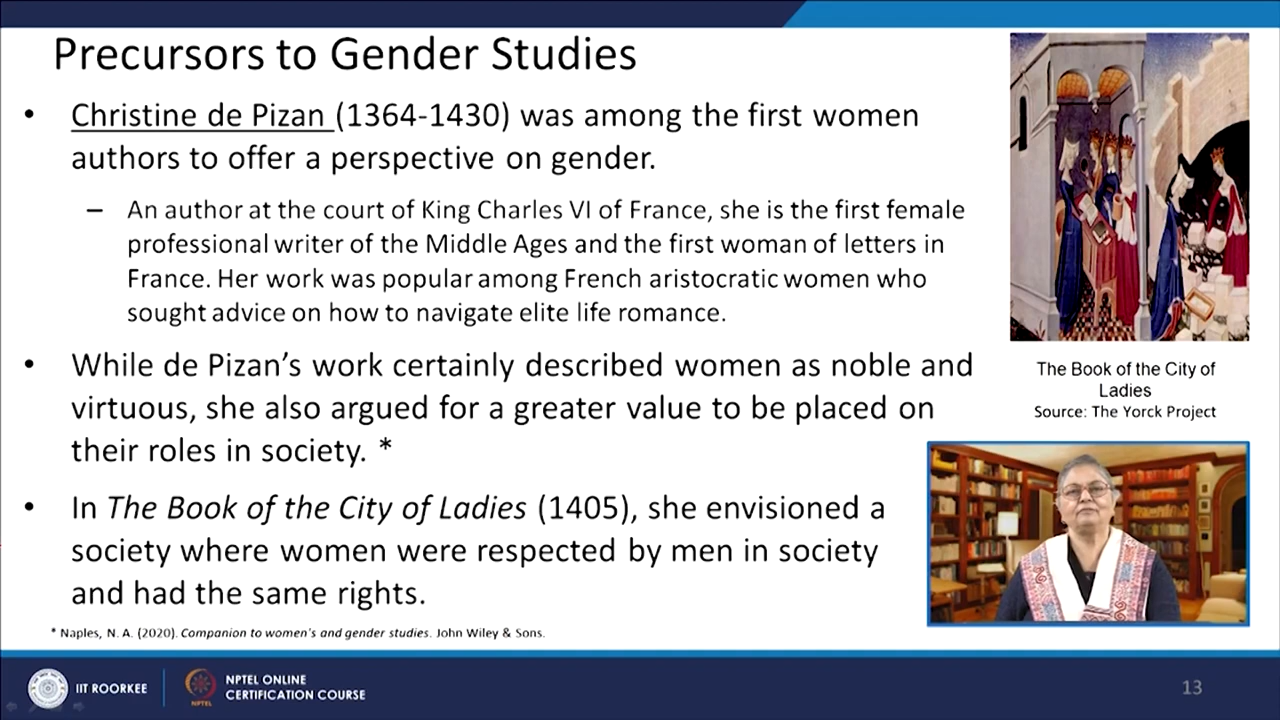 Precursors to Gender Studies
• Christine de Pizan (1364-1430) was among the first women
authors to offer a perspective on gender.
– An author at the court of King Charles VI of France, she is the first female
professional writer of the Middle Ages and the first woman of letters in
France. Her work was popular among French aristocratic women who
sought advice on how to navigate elite life romance.
• While de Pizan’s work certainly described women as noble and
virtuous, she also argued for a greater value to be placed on
their roles in society. *
• In The Book of the City of Ladies (1405), she envisioned a
society where women were respected by men in society
and had the same rights.
* Naples, N. A. (2020). Companion to women's and gender studies. John Wiley & Sons.
The Book of the City of
Ladies
Source: The Yorck Project
IIT ROORKEE
NPTEL
NPTEL ONLINE
CERTIFICATION COURSE
13